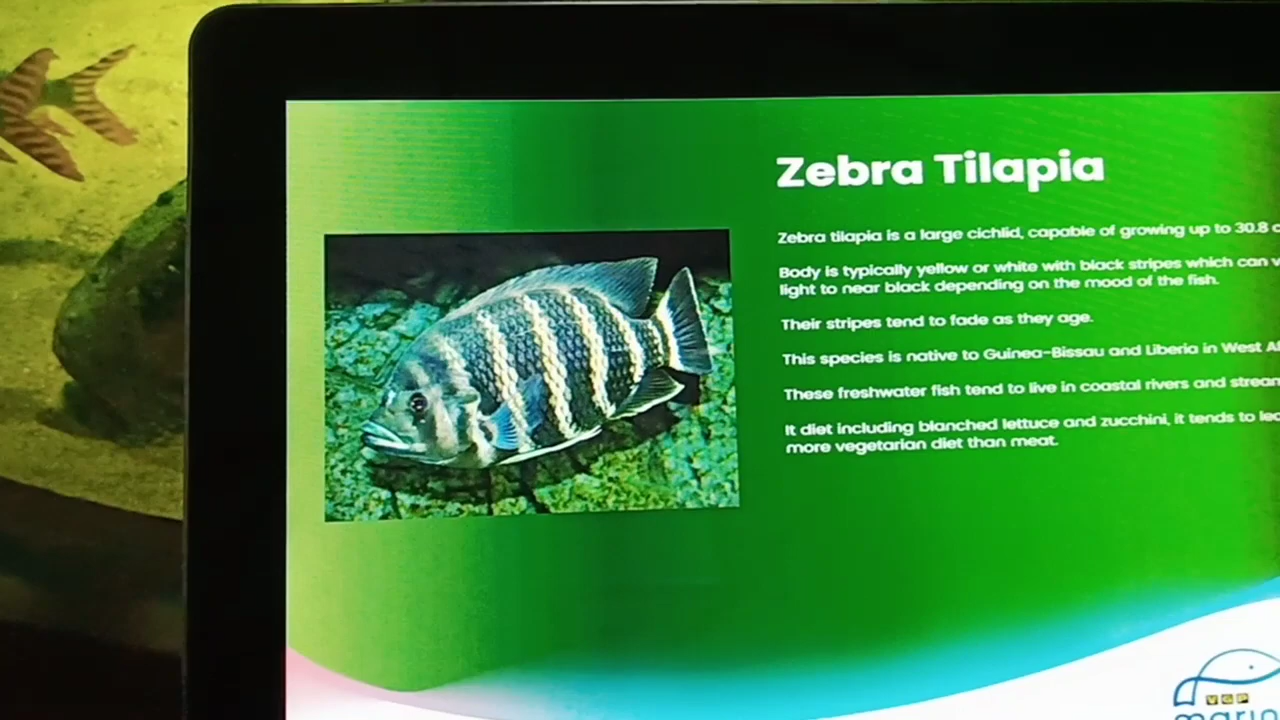 Zebra Tilapia
Zebra tilapia is a large cichlid, capable of growing up to 30.8
Body is typically yellow or white with black stripes which can
light to near black depending on the mood of the fish.
Their stripes tend to fade as they age.
This species is native to Guinea-Bissau and Liberia in West
These freshwater fish tend to live in coastal rivers and
It diet including blanched lettuce and zucchini, it tends to
more vegetarian diet than meat.
VGP